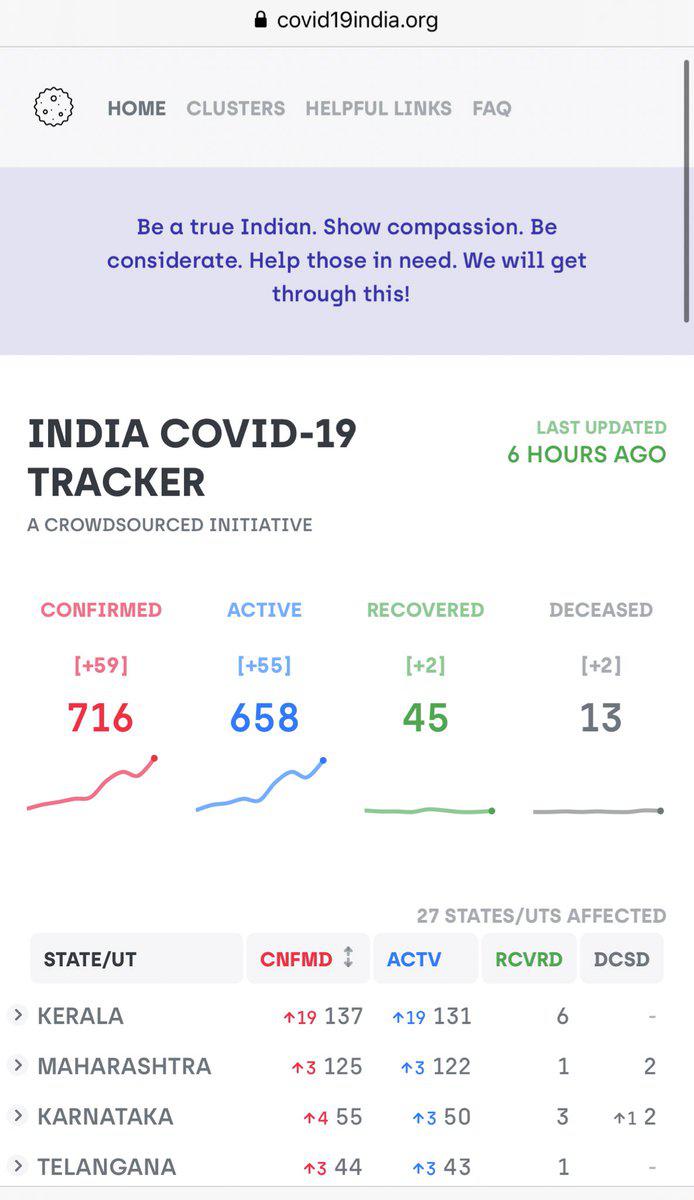 covid19india.org
HOME CLUSTERS HELPFUL LINKS FAQ
Be a true Indian. Show compassion. Be
considerate. Help those in need. We will get
through this!
INDIA COVID-19
TRACKER
A CROWDSOURCED INITIATIVE
LAST UPDATED
6 HOURS AGO
CONFIRMED ACTIVE RECOVERED DECEASED
[+59] [+55] [+2] [+2]
716 658 45 13
27 STATES/UTS AFFECTED
STATE/UT CNFMD ACTV RCVRD DCSD
KERALA ↑19 137 ↑19 131 6 -
MAHARASHTRA ↑3 125 ↑3 122 1 2
KARNATAKA ↑4 55 ↑3 50 3 ↑1 2
TELANGANA ↑3 44 ↑3 43 1 -